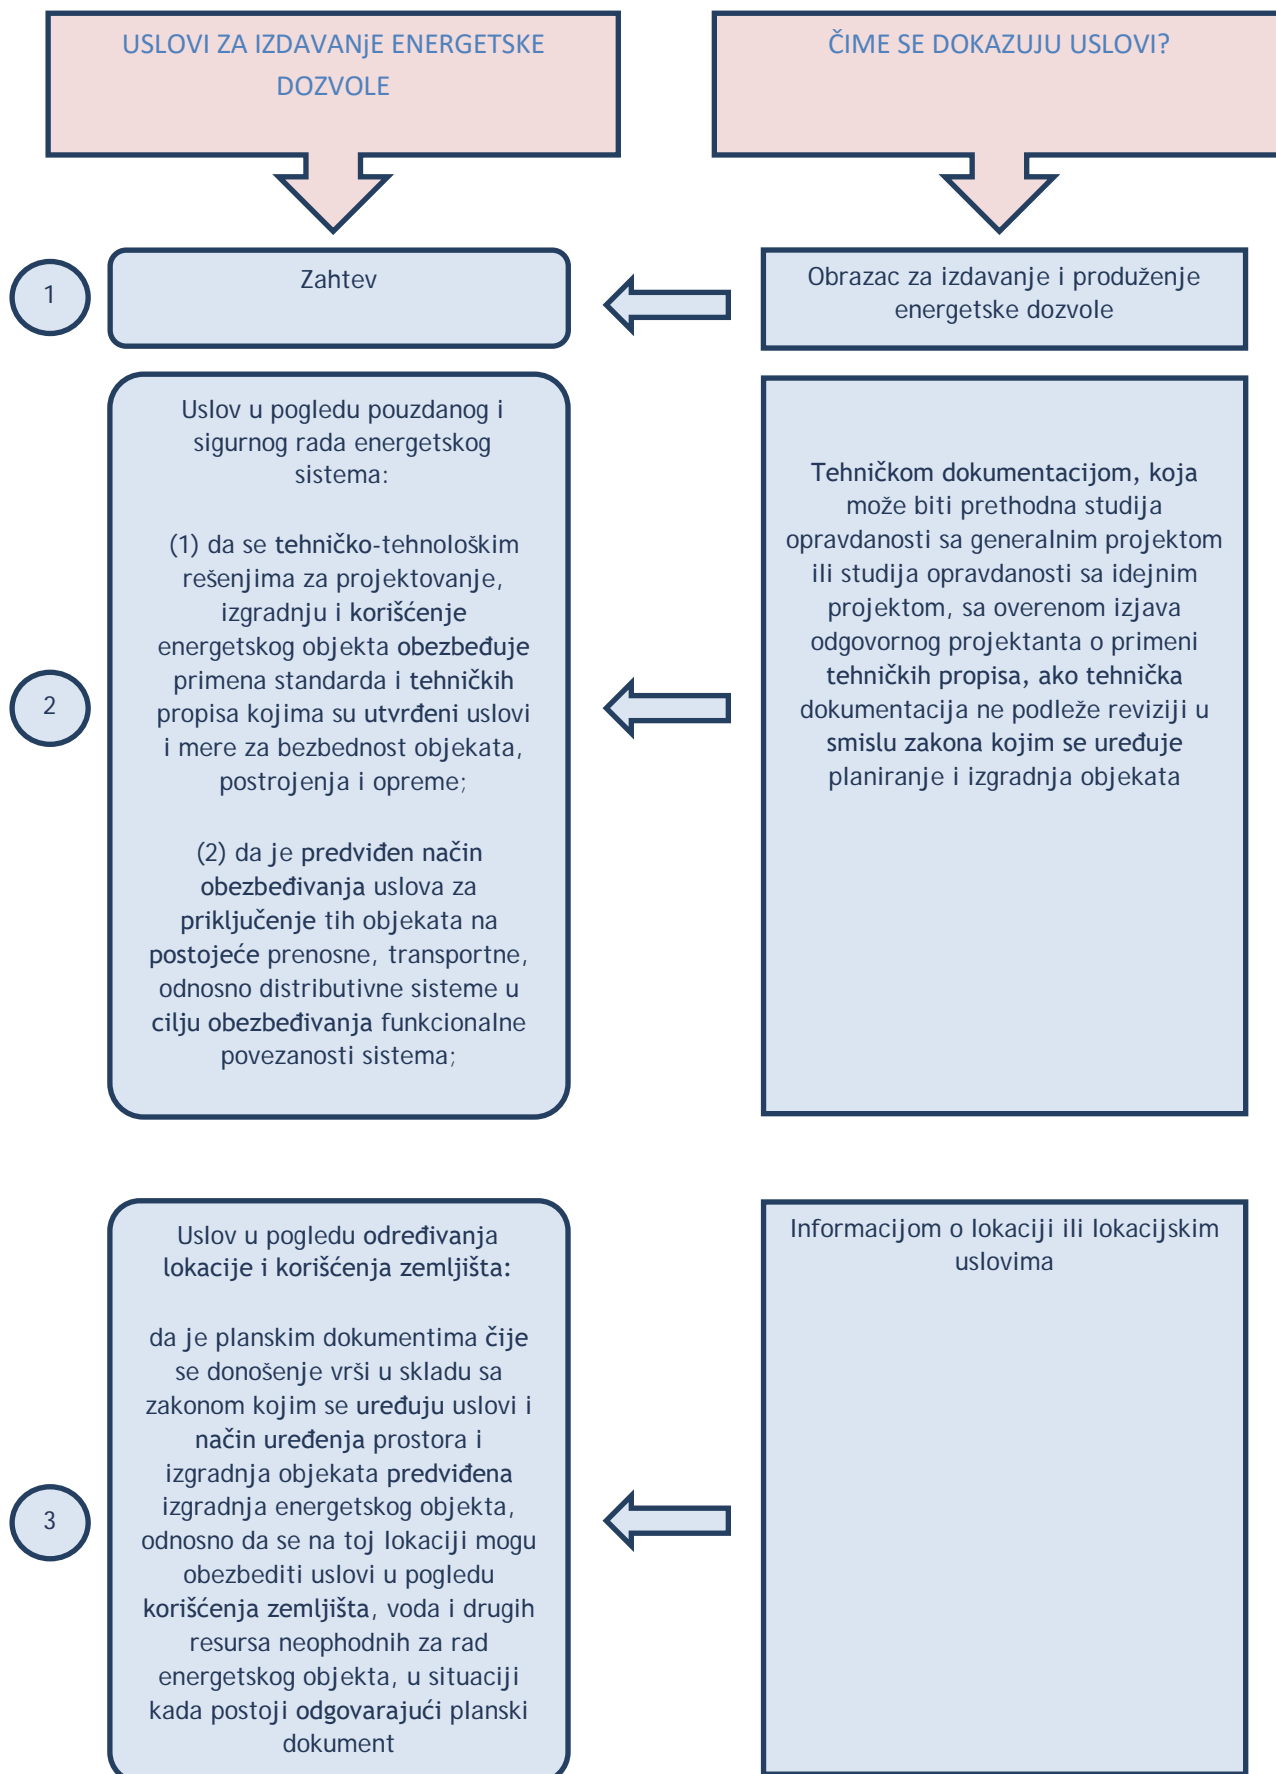 USLOVI ZA IZDAVANjE ENERGETSKE
DOZVOLE
ČIME SE DOKAZUJU USLOVI?
1
Zahtev
Obrazac za izdavanje i produženje
energetske dozvole
2
Uslov u pogledu pouzdanog i
sigurnog rada energetskog
sistema:
(1) da se tehničko-tehnološkim
rešenjima za projektovanje,
izgradnju i korišćenje
energetskog objekta obezbeđuje
primena standarda i tehničkih
propisa kojima su utvrđeni uslovi
i mere za bezbednost objekata,
postrojenja i opreme;
(2) da je predviđen način
obezbeđivanja uslova za
priključenje tih objekata na
postojeće prenosne, transportne,
odnosno distributivne sisteme u
cilju obezbeđivanja funkcionalne
povezanosti sistema;
Tehničkom dokumentacijom, koja
može biti prethodna studija
opravdanosti sa generalnim projektom
ili studija opravdanosti sa idejnim
projektom, sa overenom izjava
odgovornog projektanta o primeni
tehničkih propisa, ako tehnička
dokumentacija ne podleže reviziji u
smislu zakona kojim se uređuje
planiranje i izgradnja objekata
3
Uslov u pogledu određivanja
lokacije i korišćenja zemljišta:
da je planskim dokumentima čije
se donošenje vrši u skladu sa
zakonom kojim se uređuju uslovi i
način uređenja prostora i
izgradnja objekata predviđena
izgradnja energetskog objekta,
odnosno da se na toj lokaciji mogu
obezbediti uslovi u pogledu
korišćenja zemljišta, voda i drugih
resursa neophodnih za rad
energetskog objekta, u situaciji
kada postoji odgovarajući planski
dokument
Informacijom o lokaciji ili lokacijskim
uslovima